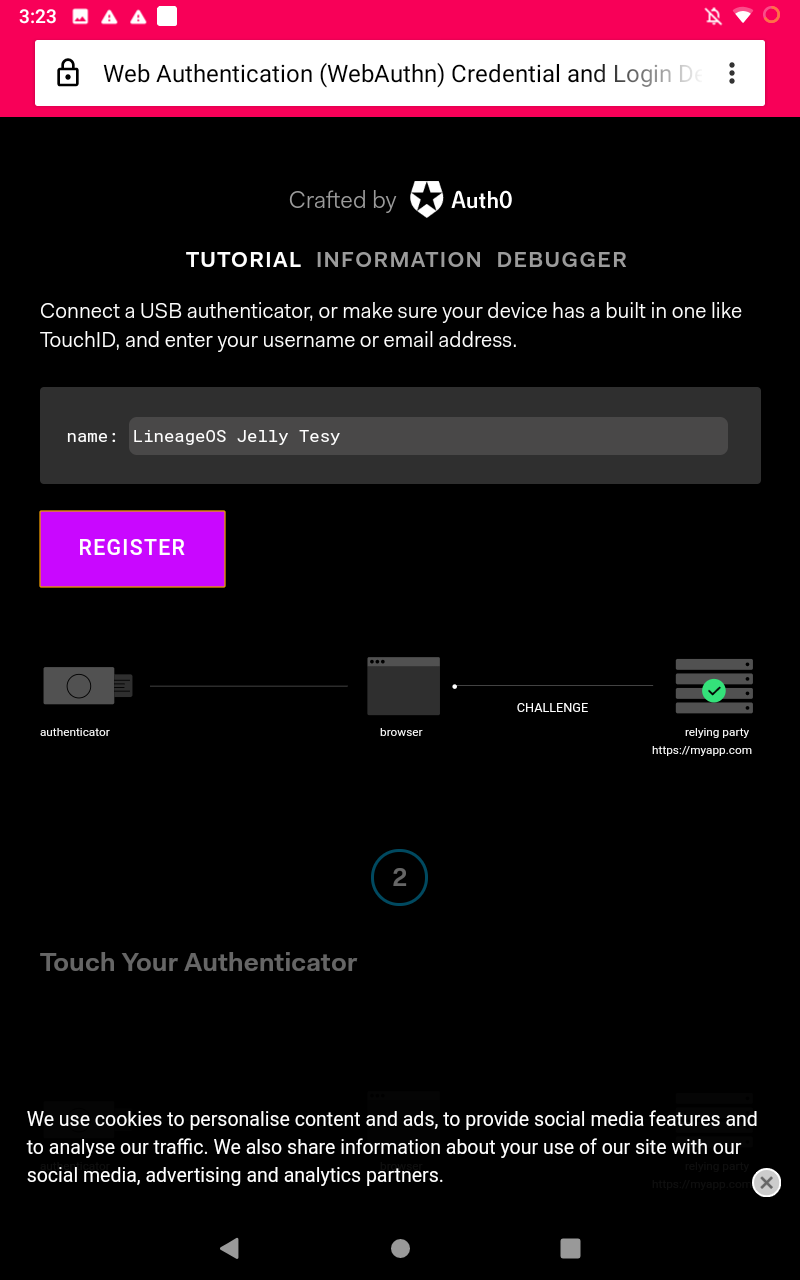 3:23
Web Authentication (WebAuthn) Credential and Login De
Crafted by Auth0
TUTORIAL INFORMATION DEBUGGER
Connect a USB authenticator, or make sure your device has a built in one like
TouchID, and enter your username or email address.
name: LineageOS Jelly Tesy
REGISTER
CHALLENGE
authenticator browser relying party
https://myapp.com
2
Touch Your Authenticator
We use cookies to personalise content and ads, to provide social media features and
to analyse our traffic. We also share information about your use of our site with our
authenticator browser relying party
social media, advertising and analytics partners.
https://myapp.com